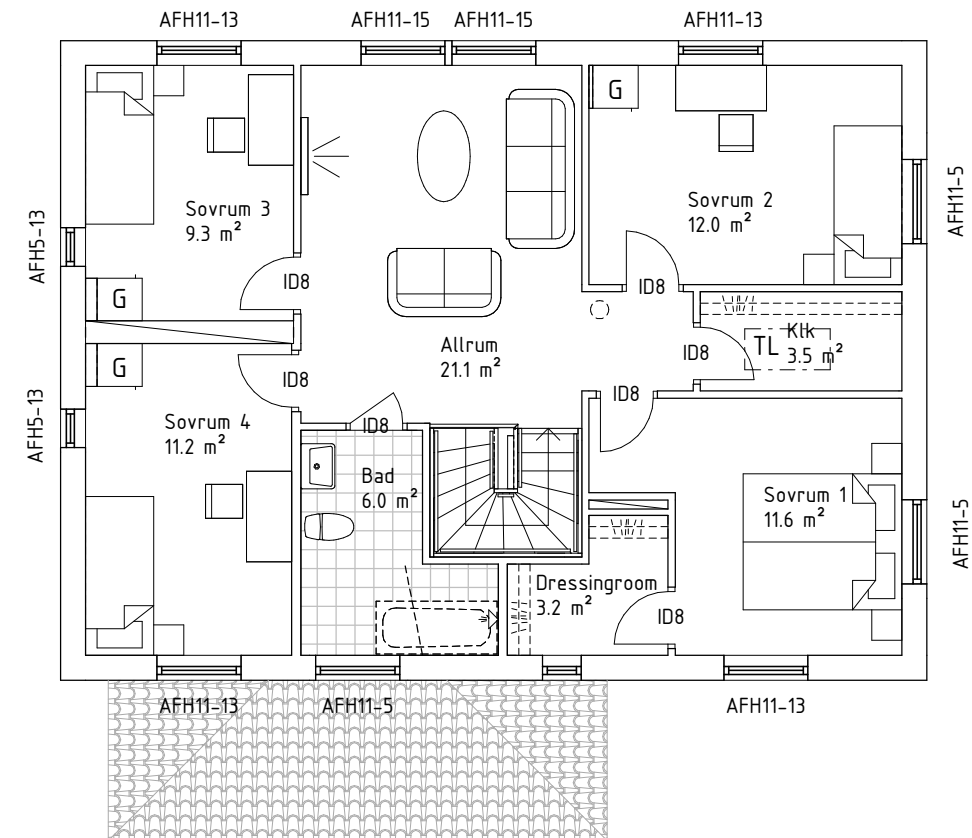 AFH11-13
AFH11-15
AFH11-15
AFH11-13
G
AFH11-5
Sovrum 3
9.3 m²
Sovrum 2
12.0 m²
AFH5-13
ID8
ID8
G
Allrum
21.1 m²
Klk
TL
3.5 m²
ID8
G
ID8
ID8
AFH5-13
Sovrum 4
11.2 m²
ID8
Bad
6.0 m²
Sovrum 1
11.6 m²
AFH11-5
Dressingroom
3.2 m²
ID8
AFH11-13
AFH11-5
AFH11-13